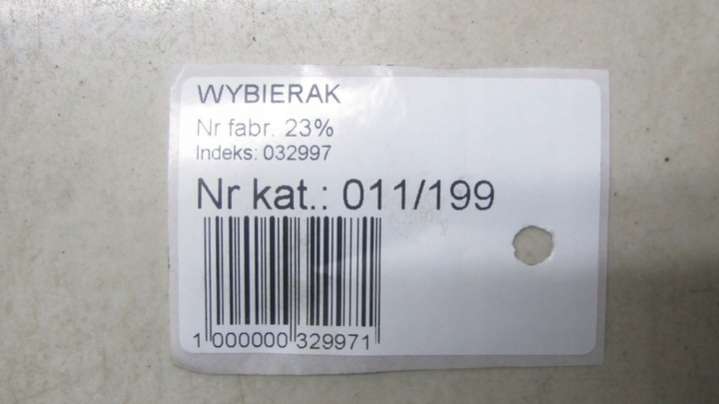 WYBIERAK
Nr fabr. 23%
Indeks: 032997
Nr kat.: 011/199
1 000000 329971